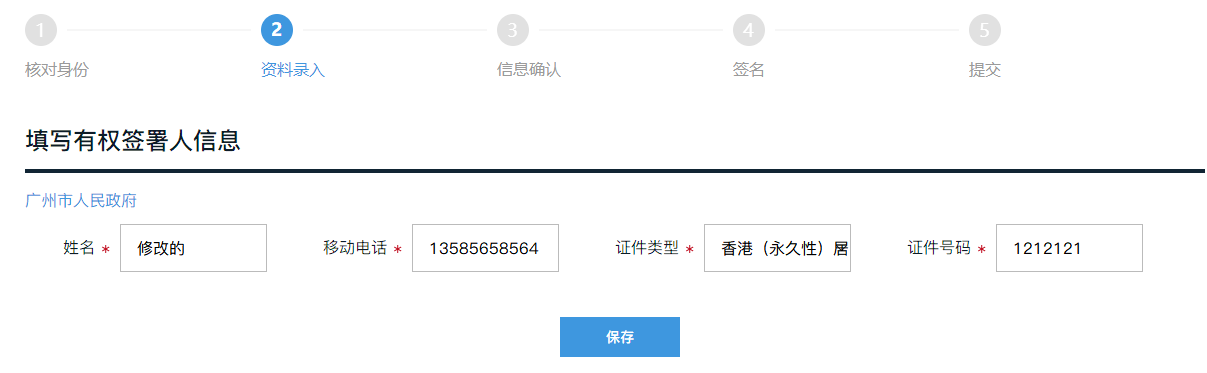 1 2 3 4 5
核对身份 资料录入 信息确认 签名 提交
填写有权签署人信息
广州市人民政府
姓名 * 修改的 移动电话 * 13585658564 证件类型 * 香港（永久性）居 证件号码 * 1212121
保存